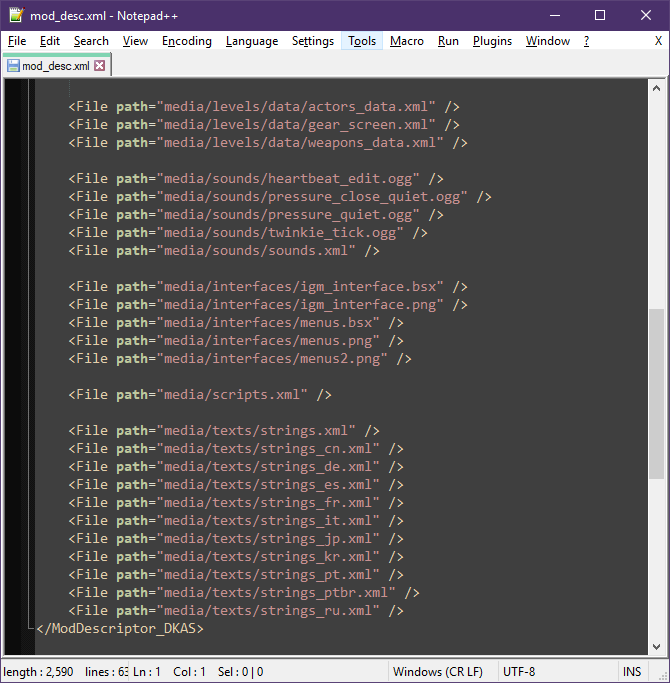 mod_desc.xml - Notepad++
File Edit Search View Encoding Language Settings Tools Macro Run Plugins Window ? X
mod_desc.xml
<File path="media/levels/data/actors_data.xml" />
<File path="media/levels/data/gear_screen.xml" />
<File path="media/levels/data/weapons_data.xml" />
<File path="media/sounds/heartbeat_edit.ogg" />
<File path="media/sounds/pressure_close_quiet.ogg" />
<File path="media/sounds/pressure_quiet.ogg" />
<File path="media/sounds/twinkie_tick.ogg" />
<File path="media/sounds/sounds.xml" />
<File path="media/interfaces/igm_interface.bsx" />
<File path="media/interfaces/igm_interface.png" />
<File path="media/interfaces/menus.bsx" />
<File path="media/interfaces/menus.png" />
<File path="media/interfaces/menus2.png" />
<File path="media/scripts.xml" />
<File path="media/texts/strings.xml" />
<File path="media/texts/strings_cn.xml" />
<File path="media/texts/strings_de.xml" />
<File path="media/texts/strings_es.xml" />
<File path="media/texts/strings_fr.xml" />
<File path="media/texts/strings_it.xml" />
<File path="media/texts/strings_jp.xml" />
<File path="media/texts/strings_kr.xml" />
<File path="media/texts/strings_pt.xml" />
<File path="media/texts/strings_ptbr.xml" />
<File path="media/texts/strings_ru.xml" />
</ModDescriptor_DKAS>
length : 2,590 lines : 63 Ln : 1 Col : 1 Sel : 0 | 0 Windows (CR LF) UTF-8 INS